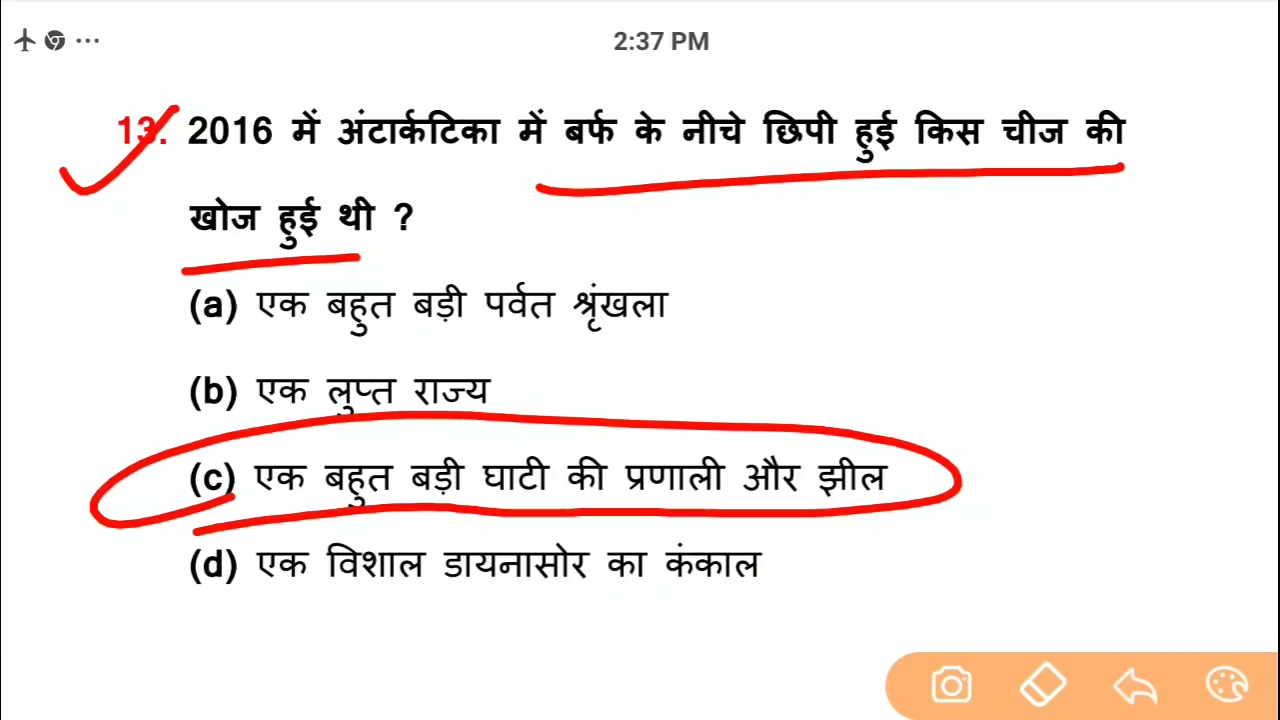 2:37 PM
13. 2016 में अंटार्कटिका में बर्फ के नीचे छिपी हुई किस चीज की
खोज हुई थी ?
(a) एक बहुत बड़ी पर्वत श्रृंखला
(b) एक लुप्त राज्य
(c) एक बहुत बड़ी घाटी की प्रणाली और झील
(d) एक विशाल डायनासोर का कंकाल